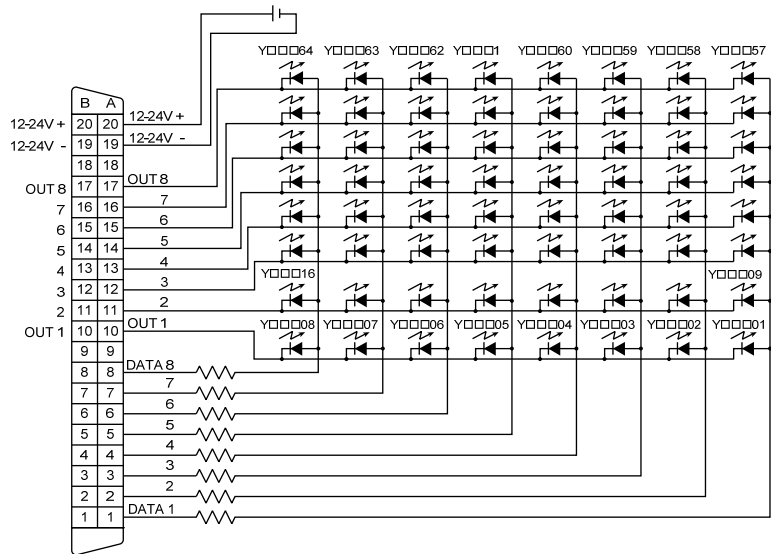 Y□□□64 Y□□□63 Y□□□62 Y□□□1 Y□□□60 Y□□□59 Y□□□58 Y□□□57
B A
12-24V + 20 20 12-24V +
12-24V - 19 19 12-24V -
18 18
OUT 8 17 17 OUT 8
7 16 16 7
6 15 15 6
5 14 14 5
4 13 13 4
3 12 12 3
2 11 11 2
OUT 1 10 10 OUT 1
Y□□□16 Y□□□09
Y□□□08 Y□□□07 Y□□□06 Y□□□05 Y□□□04 Y□□□03 Y□□□02 Y□□□01
9 9
8 8 DATA 8
7 7 7
6 6 6
5 5 5
4 4 4
3 3 3
2 2 2
1 1 DATA 1